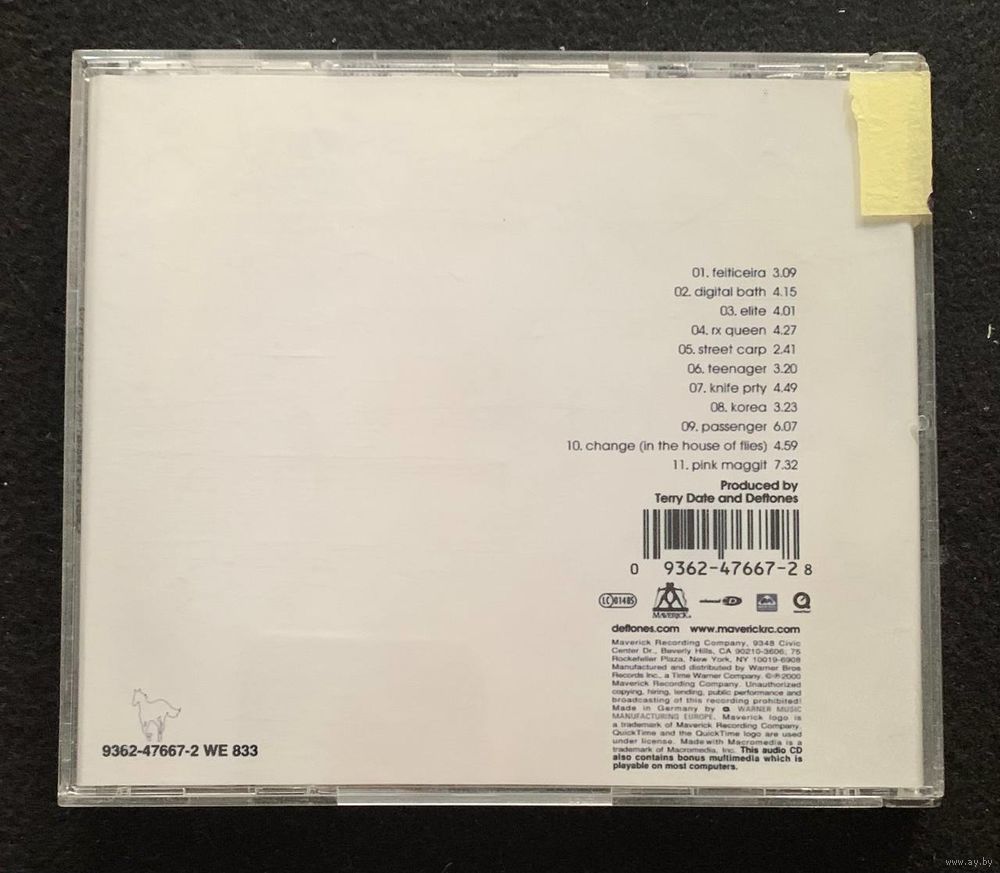 01. feiticeira 3.09
02. digital bath 4.15
03. elite 4.01
04. rx queen 4.27
05. street carp 2.41
06. teenager 3.20
07. knife prty 4.49
08. korea 3.23
09. passenger 6.07
10. change (in the house of flies) 4.59
11. pink maggit 7.32
Produced by
Terry Date and Deftones
0 9362-47667-2 8
LC 01485
MAVERICK
deftones.com www.maverickrc.com
Maverick Recording Company, 9348 Civic
Center Dr., Beverly Hills, CA 90210-3606; 75
Rockefeller Plaza, New York, NY 10019-6908
Manufactured and distributed by Warner Bros
Records Inc., a Time Warner Company. ©℗2000
Maverick Recording Company. Unauthorized
copying, hiring, lending, public performance and
broadcasting of this recording prohibited!
Made in Germany by WARNER MUSIC
MANUFACTURING EUROPE. Maverick logo is
a trademark of Maverick Recording Company.
QuickTime and the QuickTime logo are used
under license. Made with Macromedia is a
trademark of Macromedia, Inc. This audio CD
also contains bonus multimedia which is
playable on most computers.
9362-47667-2 WE 833
www.ay.by